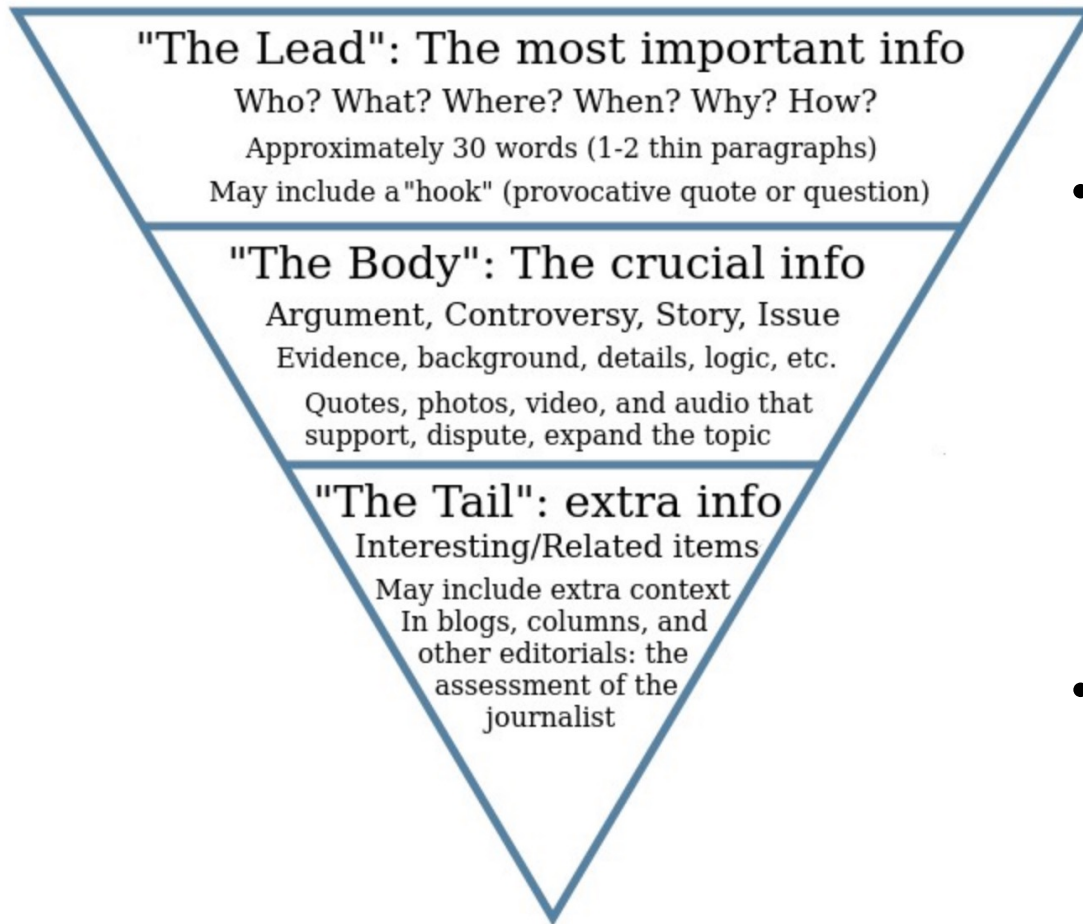 "The Lead": The most important info
Who? What? Where? When? Why? How?
Approximately 30 words (1-2 thin paragraphs)
May include a "hook" (provocative quote or question)
"The Body": The crucial info
Argument, Controversy, Story, Issue
Evidence, background, details, logic, etc.
Quotes, photos, video, and audio that
support, dispute, expand the topic
"The Tail": extra info
Interesting/Related items
May include extra context
In blogs, columns, and
other editorials: the
assessment of the
journalist